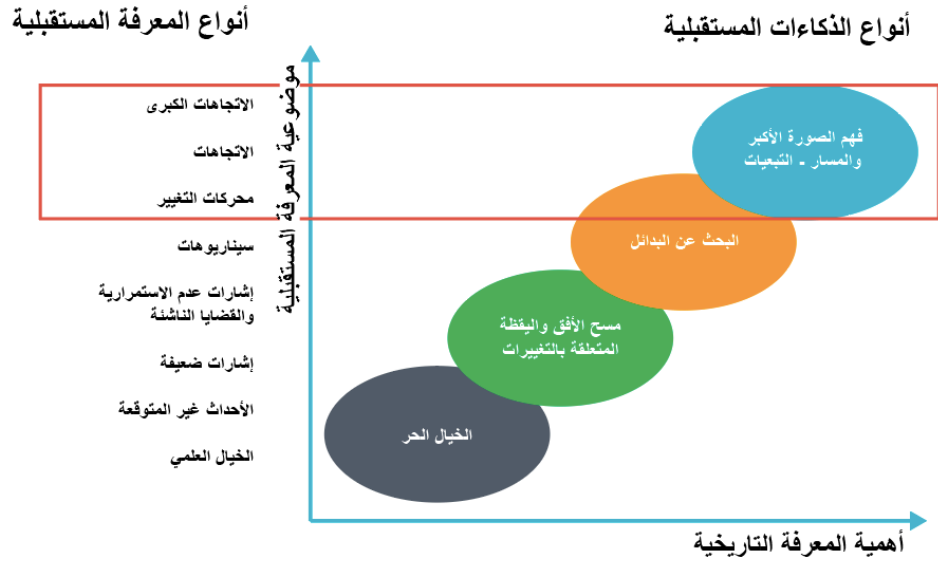 أنواع الذكاءات المستقبلية
أنواع المعرفة المستقبلية
موضوعية المعرفة المستقبلية
الاتجاهات الكبرى
الاتجاهات
محركات التغيير
سيناريوهات
إشارات عدم الاستمرارية
والقضايا الناشئة
إشارات ضعيفة
الأحداث غير المتوقعة
الخيال العلمي
فهم الصورة الأكبر
والمسار - التبعيات
البحث عن البدائل
مسح الأفق واليقظة
المتعلقة بالتغييرات
الخيال الحر
أهمية المعرفة التاريخية